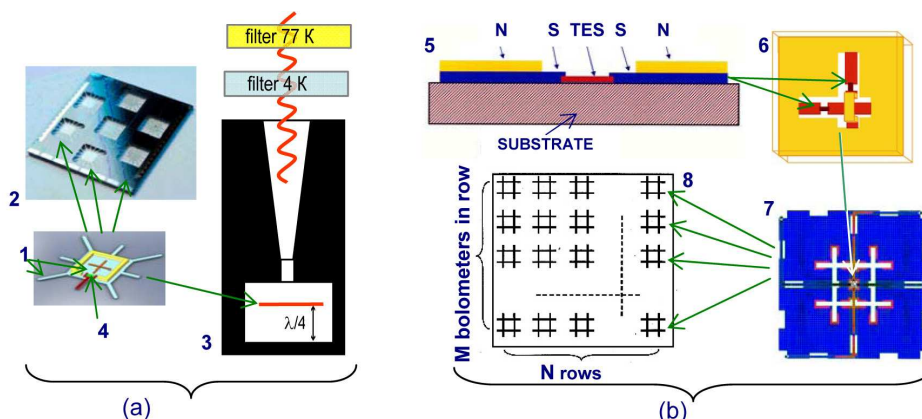 filter 77 K
filter 4 K
2
1
4
3
λ/4
(a)
5
N
S
TES
S
N
6
SUBSTRATE
8
7
M bolometers in row
N rows
(b)